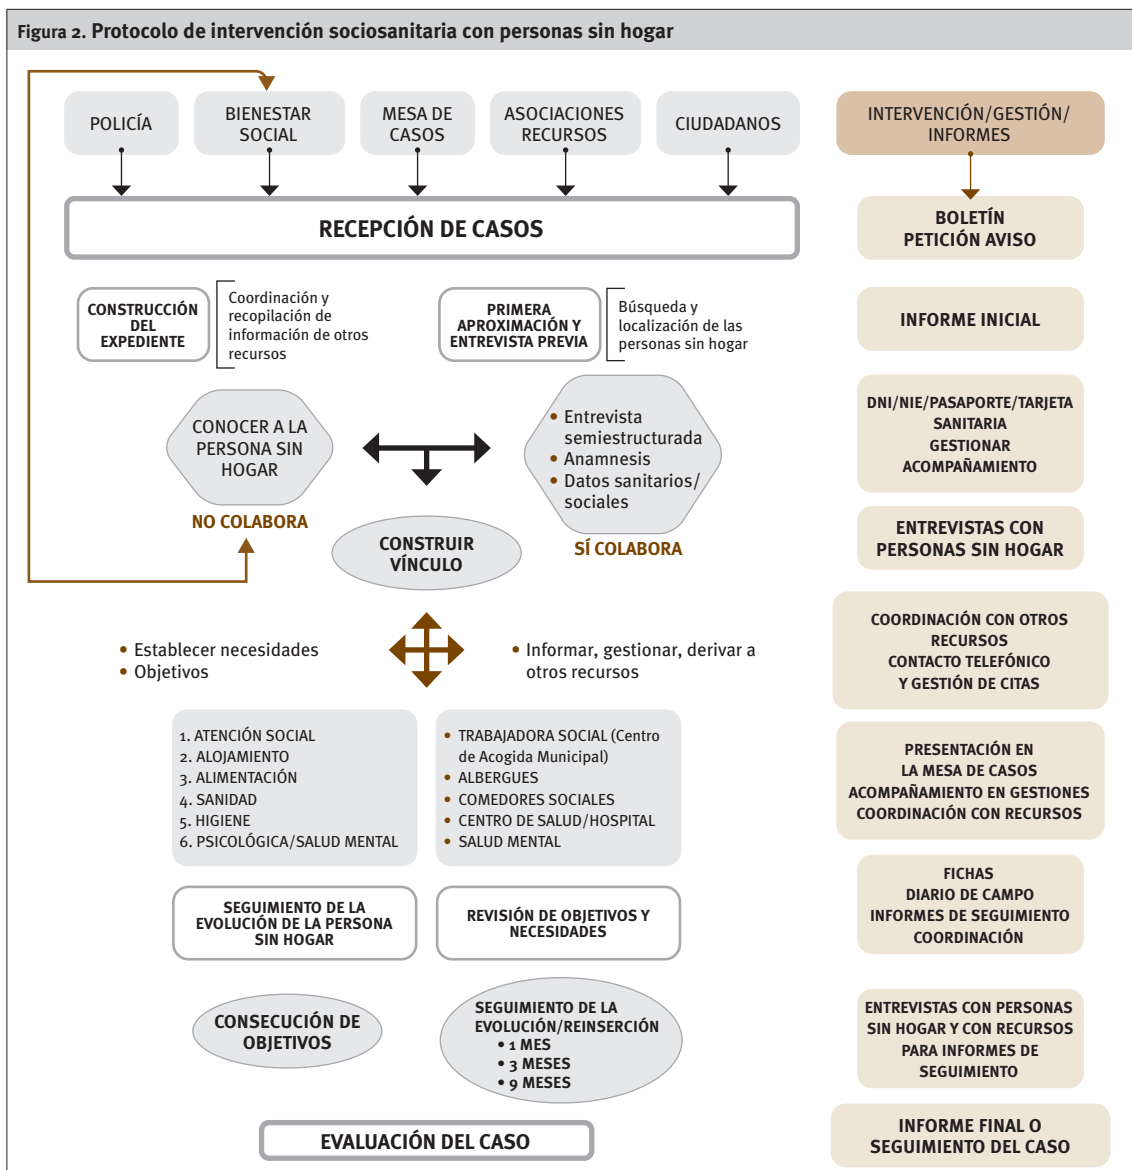 Figura 2. Protocolo de intervención sociosanitaria con personas sin hogar
POLICÍA
BIENESTAR
SOCIAL
MESA DE
CASOS
ASOCIACIONES
RECURSOS
CIUDADANOS
RECEPCIÓN DE CASOS
CONSTRUCCIÓN
DEL
EXPEDIENTE
Coordinación y
recopilación de
información de otros
recursos
PRIMERA
APROXIMACIÓN Y
ENTREVISTA PREVIA
Búsqueda y
localización de las
personas sin hogar
CONOCER A LA
PERSONA SIN
HOGAR
NO COLABORA
• Entrevista
semiestructurada
• Anamnesis
• Datos sanitarios/
sociales
SÍ COLABORA
CONSTRUIR
VÍNCULO
• Establecer necesidades
• Objetivos
• Informar, gestionar, derivar a
otros recursos
1. ATENCIÓN SOCIAL
2. ALOJAMIENTO
3. ALIMENTACIÓN
4. SANIDAD
5. HIGIENE
6. PSICOLÓGICA/SALUD MENTAL
• TRABAJADORA SOCIAL (Centro
de Acogida Municipal)
• ALBERGUES
• COMEDORES SOCIALES
• CENTRO DE SALUD/HOSPITAL
• SALUD MENTAL
SEGUIMIENTO DE LA
EVOLUCIÓN DE LA PERSONA
SIN HOGAR
REVISIÓN DE OBJETIVOS Y
NECESIDADES
CONSECUCIÓN DE
OBJETIVOS
SEGUIMIENTO DE LA
EVOLUCIÓN/REINSERCIÓN
• 1 MES
• 3 MESES
• 9 MESES
EVALUACIÓN DEL CASO
INTERVENCIÓN/GESTIÓN/
INFORMES
BOLETÍN
PETICIÓN AVISO
INFORME INICIAL
DNI/NIE/PASAPORTE/TARJETA
SANITARIA
GESTIONAR
ACOMPAÑAMIENTO
ENTREVISTAS CON
PERSONAS SIN HOGAR
COORDINACIÓN CON OTROS
RECURSOS
CONTACTO TELEFÓNICO
Y GESTIÓN DE CITAS
PRESENTACIÓN EN
LA MESA DE CASOS
ACOMPAÑAMIENTO EN GESTIONES
COORDINACIÓN CON RECURSOS
FICHAS
DIARIO DE CAMPO
INFORMES DE SEGUIMIENTO
COORDINACIÓN
ENTREVISTAS CON PERSONAS
SIN HOGAR Y CON RECURSOS
PARA INFORMES DE
SEGUIMIENTO
INFORME FINAL O
SEGUIMIENTO DEL CASO